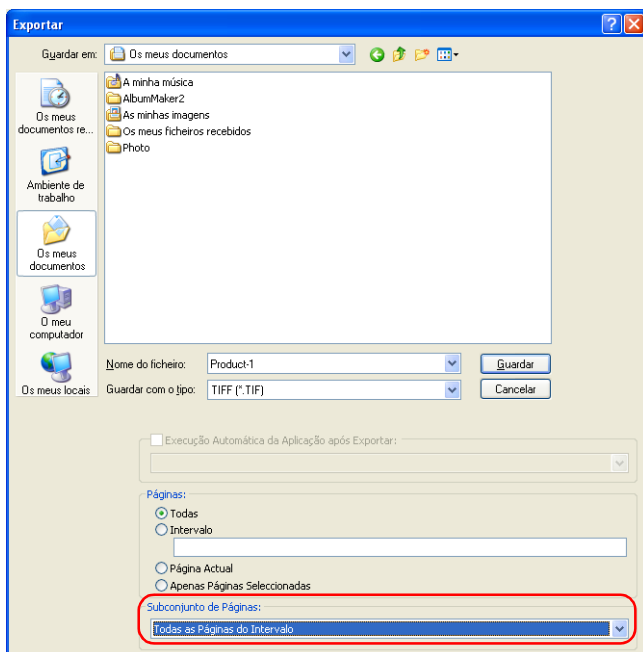 Exportar
Guardar em:
Os meus documentos
Os meus
documentos re...
Ambiente de
trabalho
Os meus
documentos
O meu
computador
Os meus locais
A minha música
AlbumMaker2
As minhas imagens
Os meus ficheiros recebidos
Photo
Nome do ficheiro:
Product-1
Guardar
Guardar com o tipo:
TIFF (*.TIF)
Cancelar
Execução Automática da Aplicação após Exportar:
Páginas:
Todas
Intervalo
Página Actual
Apenas Páginas Seleccionadas
Subconjunto de Páginas:
Todas as Páginas do Intervalo